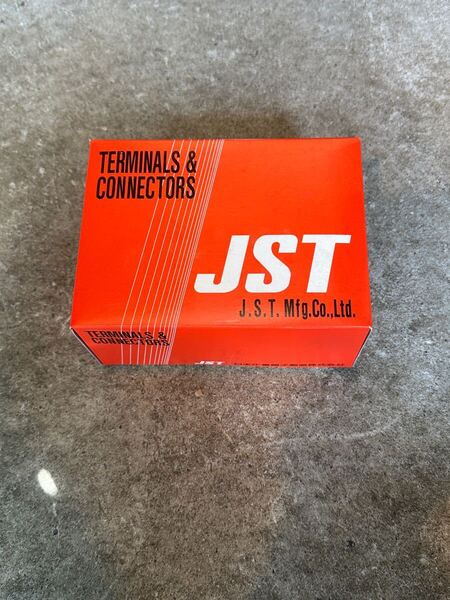 TERMINALS &
CONNECTORS
JST
J.S.T. Mfg.Co.,Ltd.
TERMINALS &
CONNECTORS
JST